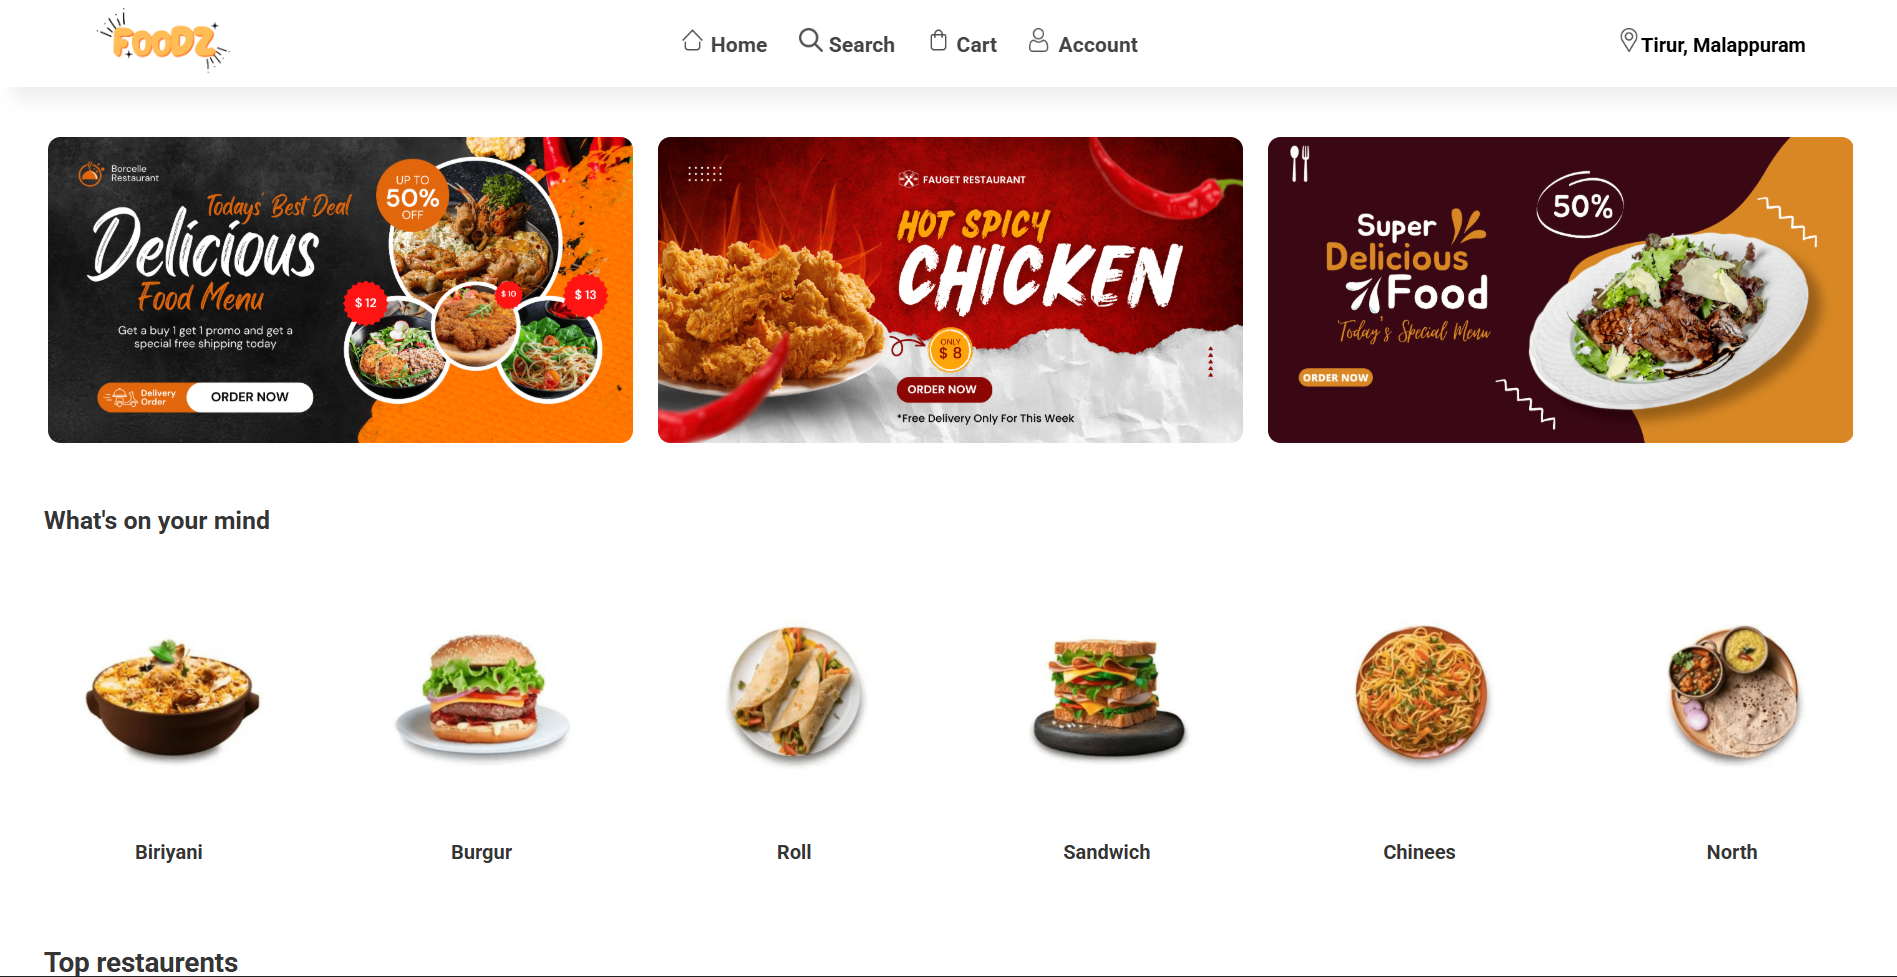 FOODZ
Home
Search
Cart
Account
Tirur, Malappuram
Borcelle
Restaurant
Todays' Best Deal
Delicious
Food Menu
Get a buy 1 get 1 promo and get a
special free shipping today
Delivery
Order
ORDER NOW
UP TO
50%
OFF
$ 12
$ 10
$ 13
FAUGET RESTAURANT
HOT SPICY
CHICKEN
ONLY
$ 8
ORDER NOW
*Free Delivery Only For This Week
50%
Super
Delicious
Food
Today's Special Menu
ORDER NOW
What's on your mind
Biriyani
Burgur
Roll
Sandwich
Chinees
North
Top restaurents